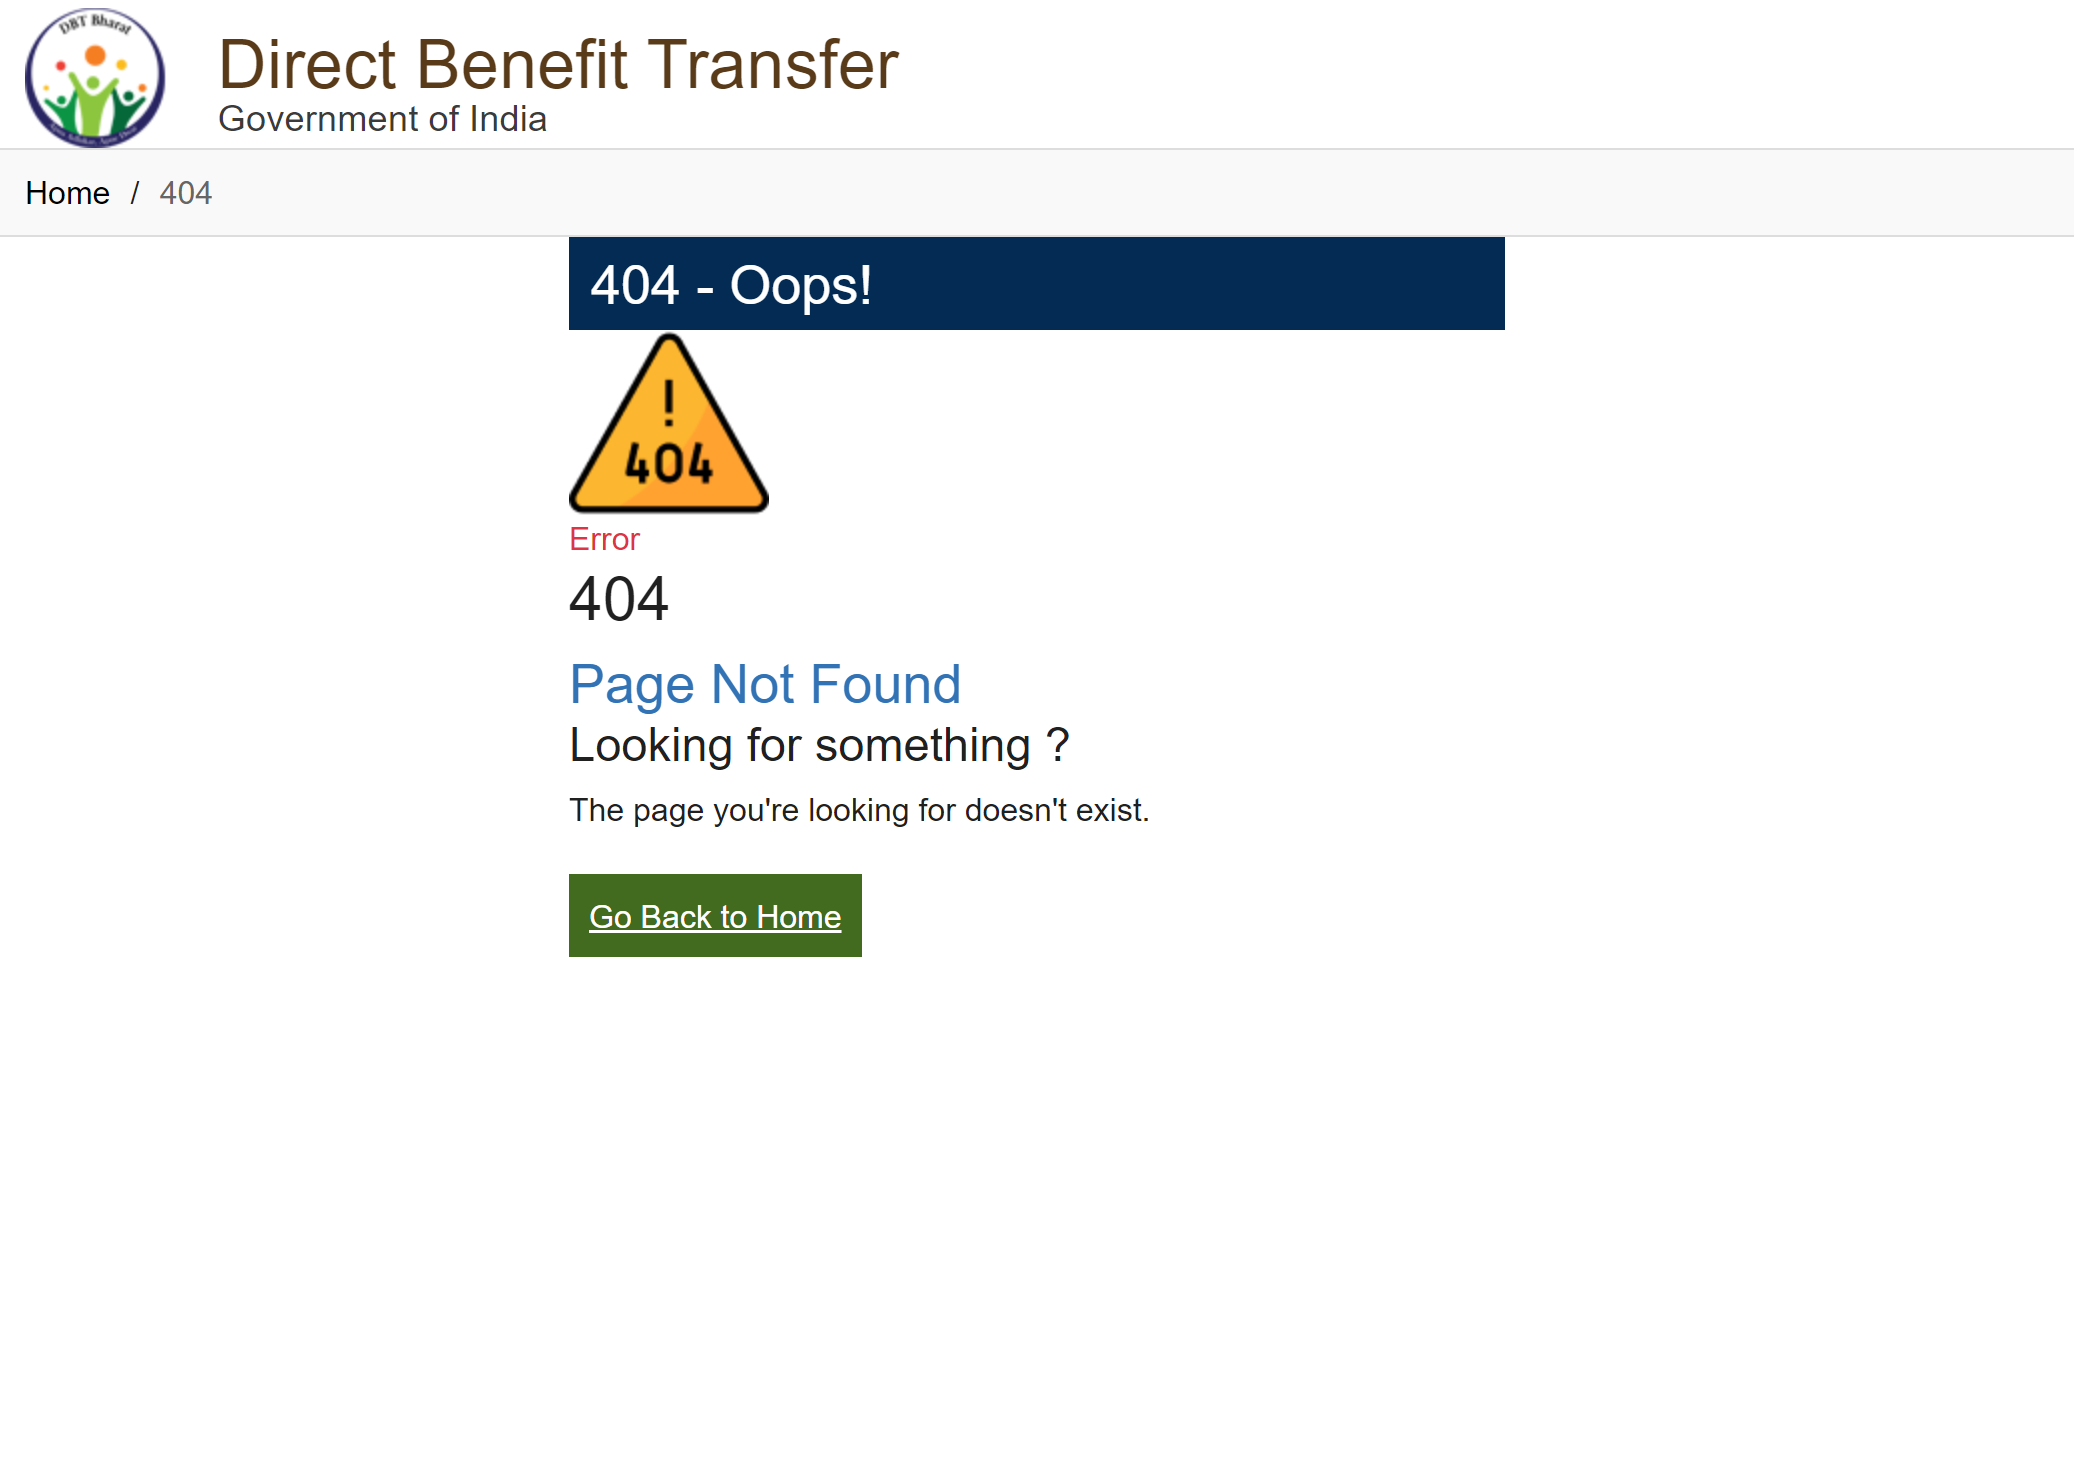 DBT Bharat
Direct Benefit Transfer
Government of India
Home / 404
404 - Oops!
!
404
Error
404
Page Not Found
Looking for something ?
The page you're looking for doesn't exist.
Go Back to Home